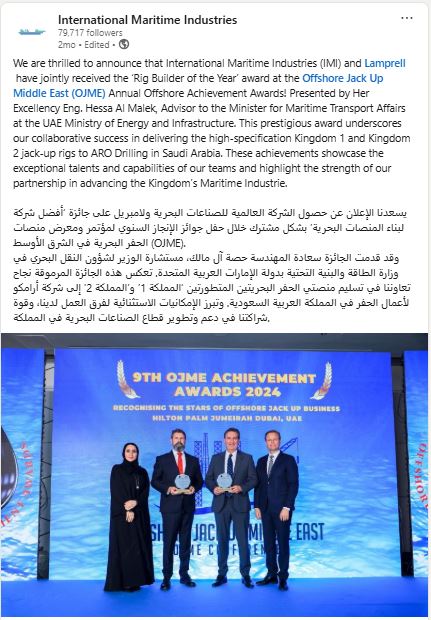 International Maritime Industries
79,717 followers
2mo • Edited •
We are thrilled to announce that International Maritime Industries (IMI) and Lamprell
have jointly received the 'Rig Builder of the Year' award at the Offshore Jack Up
Middle East (OJME) Annual Offshore Achievement Awards! Presented by Her
Excellency Eng. Hessa Al Malek, Advisor to the Minister for Maritime Transport Affairs
at the UAE Ministry of Energy and Infrastructure. This prestigious award underscores
our collaborative success in delivering the high-specification Kingdom 1 and Kingdom
2 jack-up rigs to ARO Drilling in Saudi Arabia. These achievements showcase the
exceptional talents and capabilities of our teams and highlight the strength of our
partnership in advancing the Kingdom's Maritime Industrie.
يسعدنا الإعلان عن حصول الشركة العالمية للصناعات البحرية ولامبريل على جائزة 'أفضل شركة
لبناء المنصات البحرية' بشكل مشترك خلال حفل جوائز الإنجاز السنوي لمؤتمر ومعرض منصات
الحفر البحرية في الشرق الأوسط (OJME).
وقد قدمت الجائزة سعادة المهندسة حصة آل مالك، مستشارة الوزير لشؤون النقل البحري في
وزارة الطاقة والبنية التحتية بدولة الإمارات العربية المتحدة. تعكس هذه الجائزة المرموقة نجاح
تعاوننا في تسليم منصتي الحفر البحريتين المتطورتين 'المملكة 1' و'المملكة 2' إلى شركة أرامكو
لأعمال الحفر في المملكة العربية السعودية. وتبرز الإمكانيات الاستثنائية لفرق العمل لدينا، وقوة
شراكتنا في دعم وتطوير قطاع الصناعات البحرية في المملكة.
9TH OJME ACHIEVEMENT
AWARDS 2024
RECOGNISING THE STARS OF OFFSHORE JACK UP BUSINESS
HILTON PALM JUMEIRAH DUBAI, UAE
JACK EAST
OJME CONFERENCE